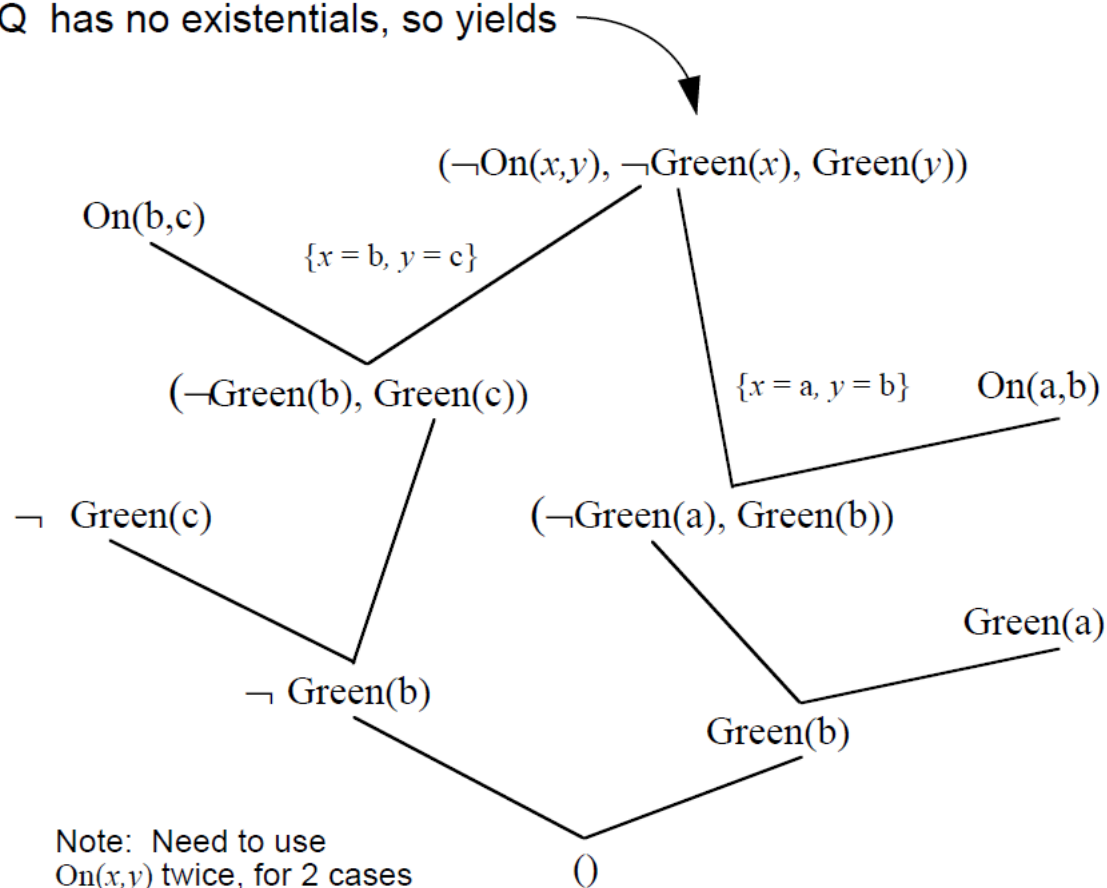 Q has no existentials, so yields
(¬On(x,y), ¬Green(x), Green(y))
On(b,c)
{x = b, y = c}
(¬Green(b), Green(c))
{x = a, y = b}
On(a,b)
¬ Green(c)
(¬Green(a), Green(b))
Green(a)
¬ Green(b)
Green(b)
Note: Need to use
On(x,y) twice, for 2 cases
()